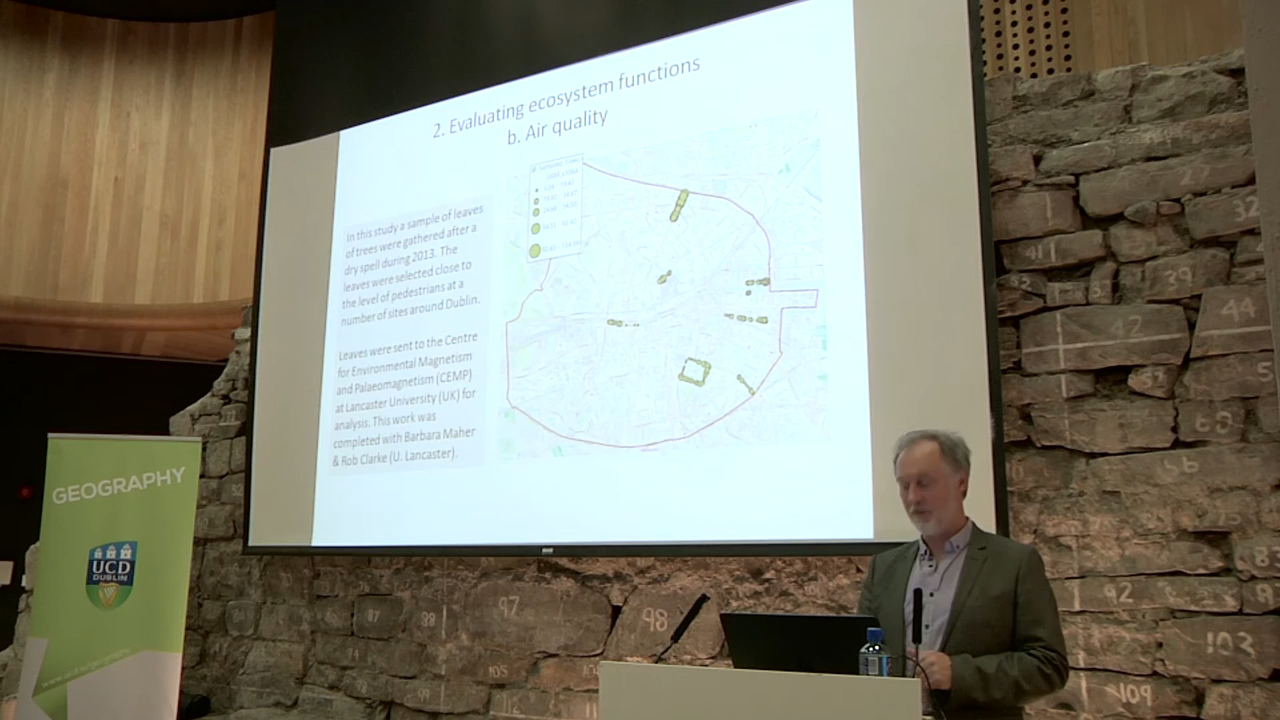 2. Evaluating ecosystem functions
b. Air quality
In this study a sample of leaves
of trees were gathered after a
dry spell during 2013. The
leaves were selected close to
the level of pedestrians at a
number of sites around Dublin.
Leaves were sent to the Centre
for Environmental Magnetism
and Palaeomagnetism (CEMP)
at Lancaster University (UK) for
analysis. This work was
completed with Barbara Maher
& Rob Clarke (U. Lancaster).
GEOGRAPHY
UCD
DUBLIN
32
41
39
42
44
68
66
92
97
98
103
105
109